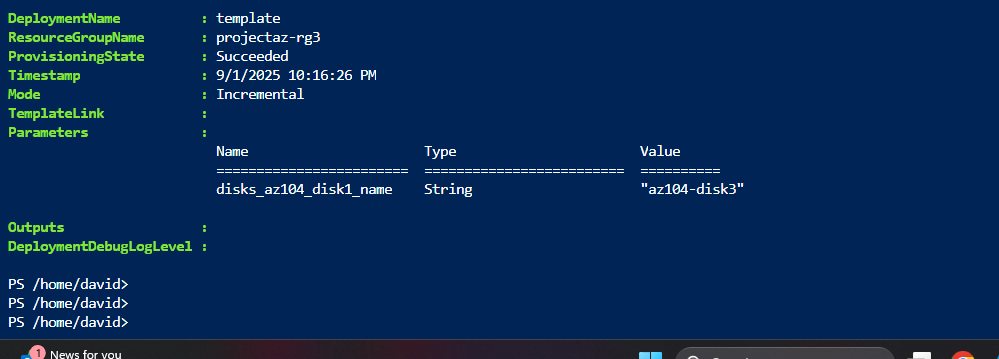 DeploymentName : template
ResourceGroupName : projectaz-rg3
ProvisioningState : Succeeded
Timestamp : 9/1/2025 10:16:26 PM
Mode : Incremental
TemplateLink :
Parameters :
Name Type Value
======================== ========================= ==========
disks_az104_disk1_name String "az104-disk3"
Outputs :
DeploymentDebugLogLevel :
PS /home/david>
PS /home/david>
PS /home/david>
1
News for you